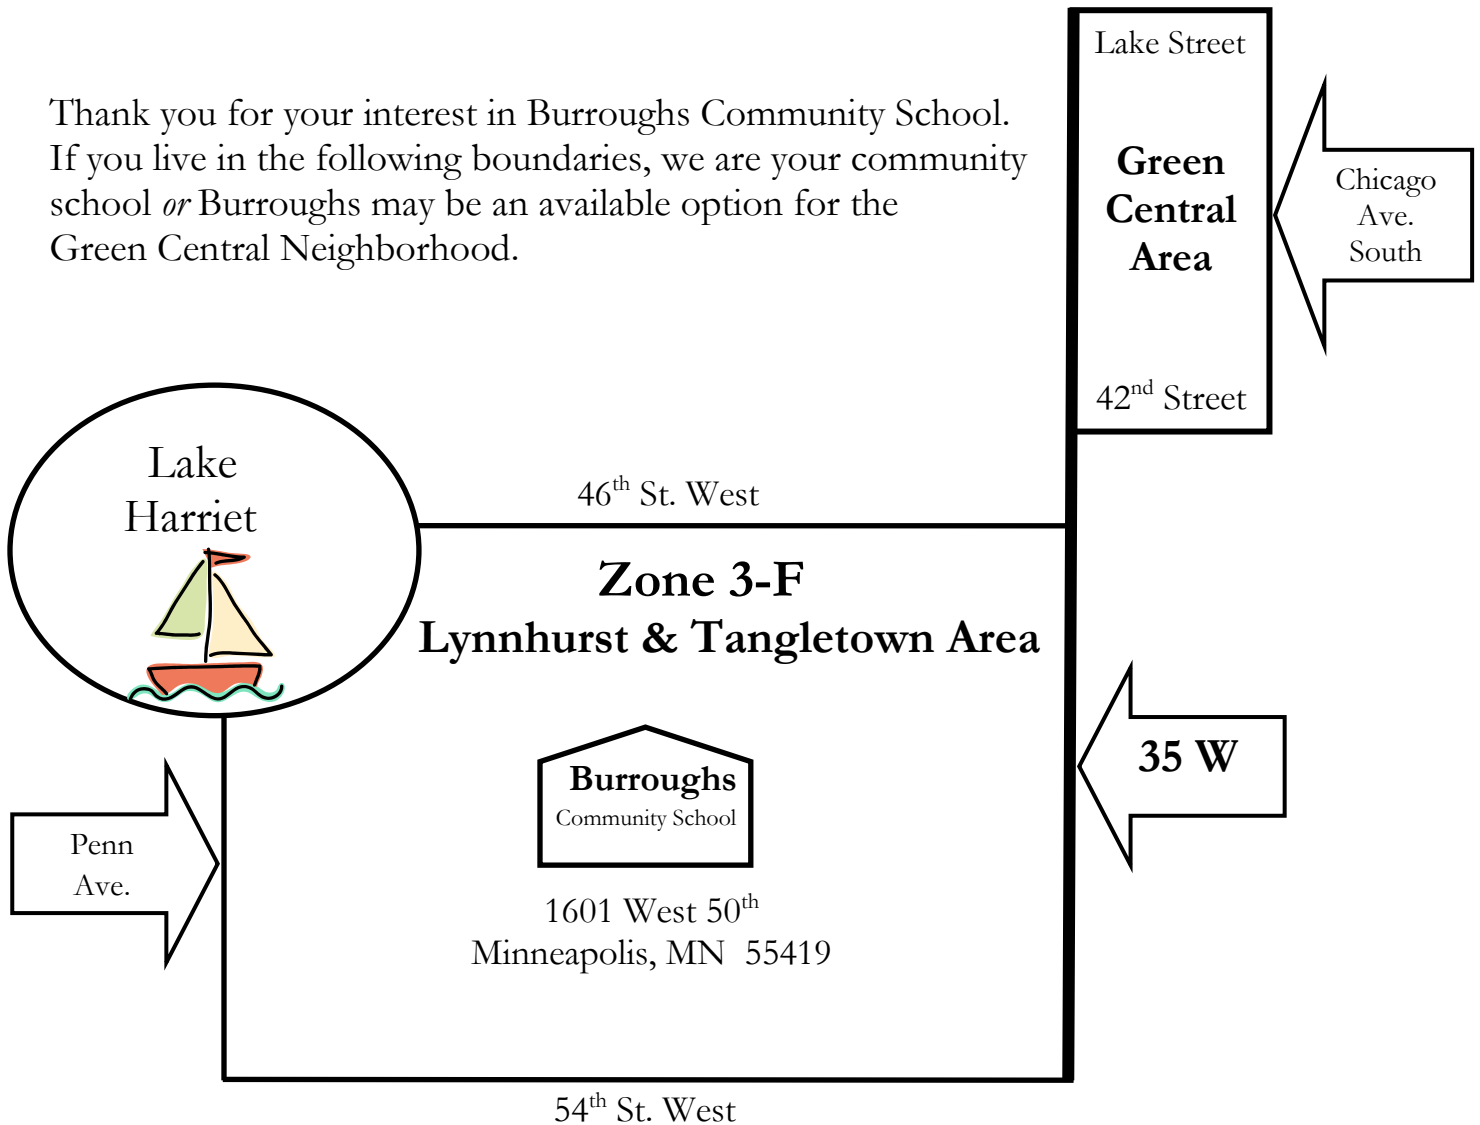 Lake Street
Thank you for your interest in Burroughs Community School.
If you live in the following boundaries, we are your community
school or Burroughs may be an available option for the
Green Central Neighborhood.
Green
Central
Area
Chicago
Ave.
South
42nd Street
Lake
Harriet
46th St. West
Zone 3-F
Lynnhurst & Tangletown Area
35 W
Burroughs
Community School
Penn
Ave.
1601 West 50th
Minneapolis, MN  55419
54th St. West